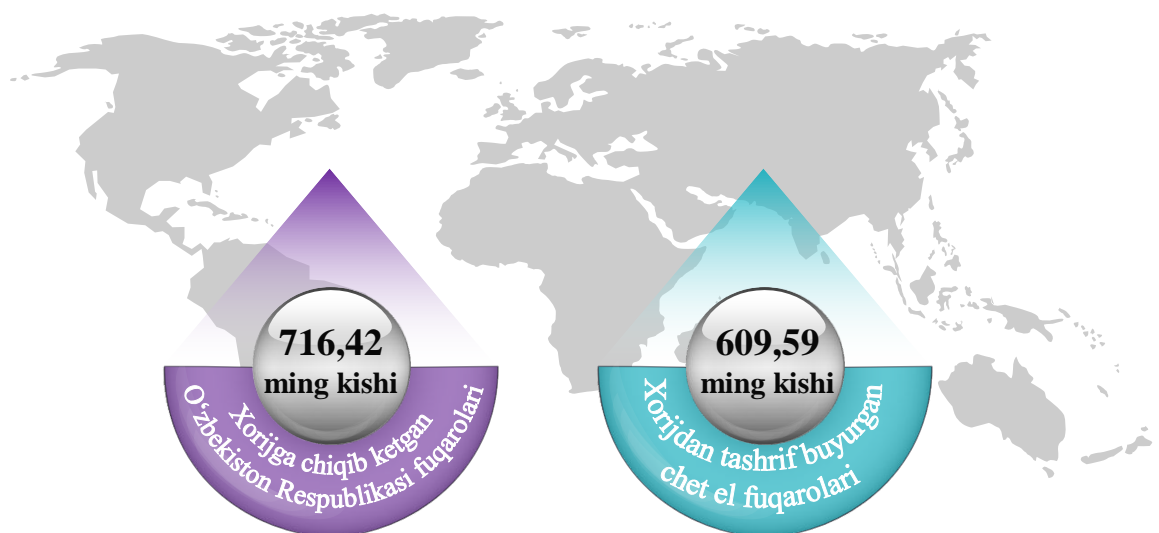 716,42
ming kishi
Xorijga chiqib ketgan
O‘zbekiston Respublikasi fuqarolari
609,59
ming kishi
Xorijdan tashrif buyurgan
chet el fuqarolari